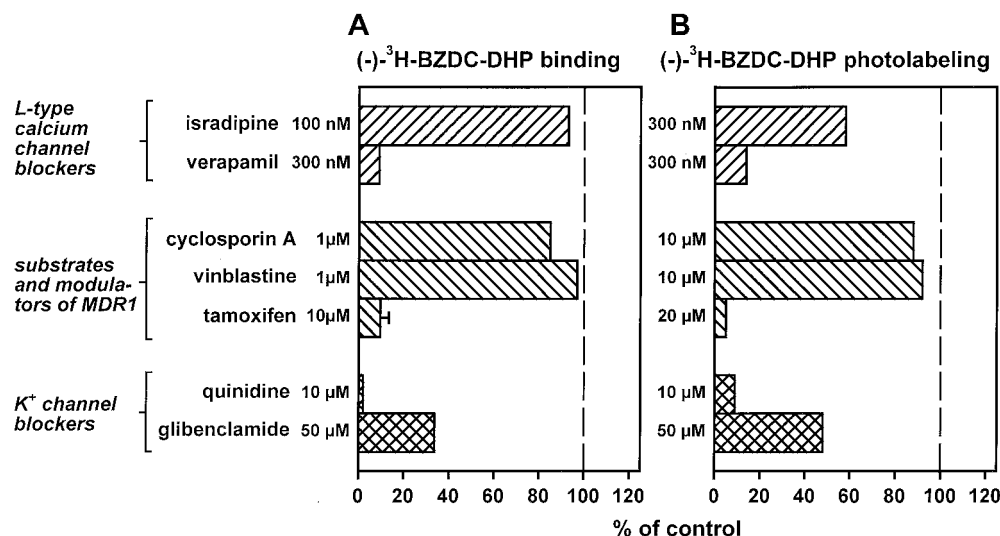 A
B
(-)-³H-BZDC-DHP binding
(-)-³H-BZDC-DHP photolabeling
L-type
calcium
channel
blockers
isradipine 100 nM
300 nM
verapamil 300 nM
300 nM
substrates
and modula-
tors of MDR1
cyclosporin A 1µM
10 µM
vinblastine 1µM
10 µM
tamoxifen 10µM
20 µM
K⁺ channel
blockers
quinidine 10 µM
10 µM
glibenclamide 50 µM
50 µM
0 20 40 60 80 100 120
0 20 40 60 80 100 120
% of control